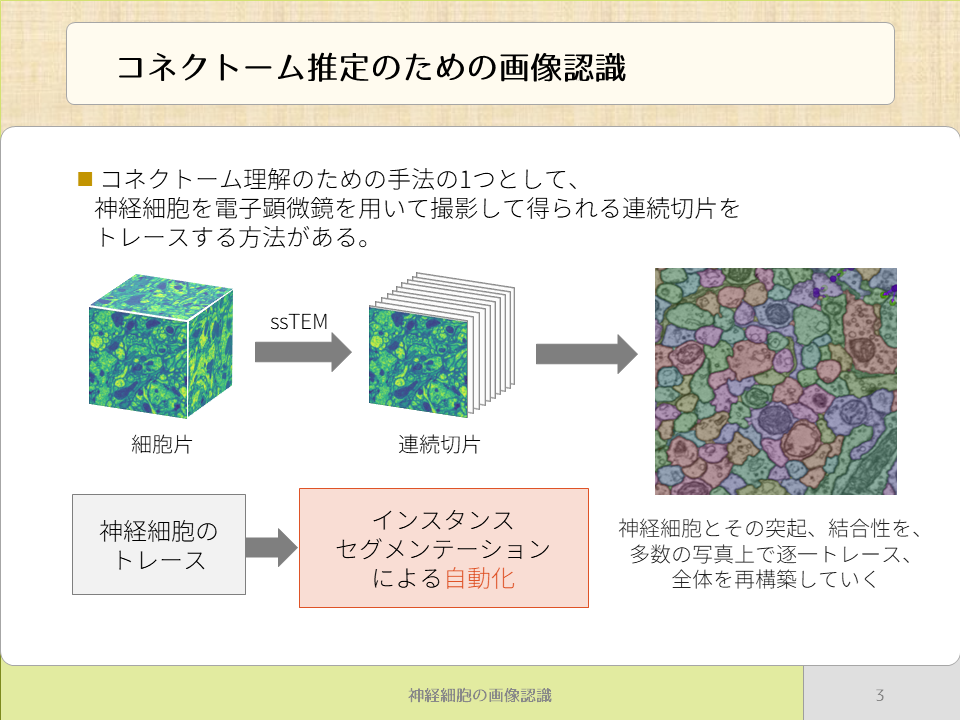 コネクトーム推定のための画像認識
コネクトーム理解のための手法の1つとして、
神経細胞を電子顕微鏡を用いて撮影して得られる連続切片を
トレースする方法がある。
ssTEM
細胞片
連続切片
神経細胞の
トレース
インスタンス
セグメンテーション
による自動化
神経細胞とその突起、結合性を、
多数の写真上で逐一トレース、
全体を再構築していく
神経細胞の画像認識
3